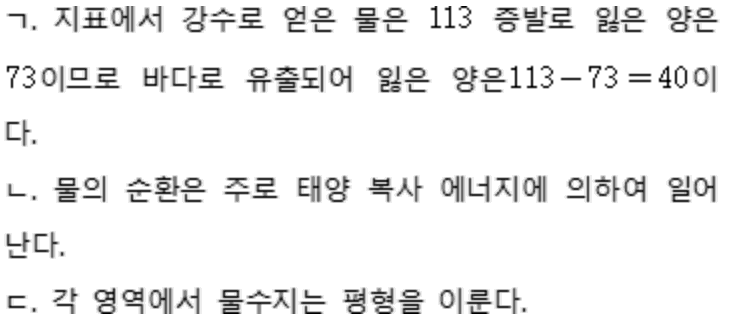 ㄱ. 지표에서 강수로 얻은 물은 113 증발로 잃은 양은
73이므로 바다로 유출되어 잃은 양은113-73=40이
다.
ㄴ. 물의 순환은 주로 태양 복사 에너지에 의하여 일어
난다.
ㄷ. 각 영역에서 물수지는 평형을 이룬다.